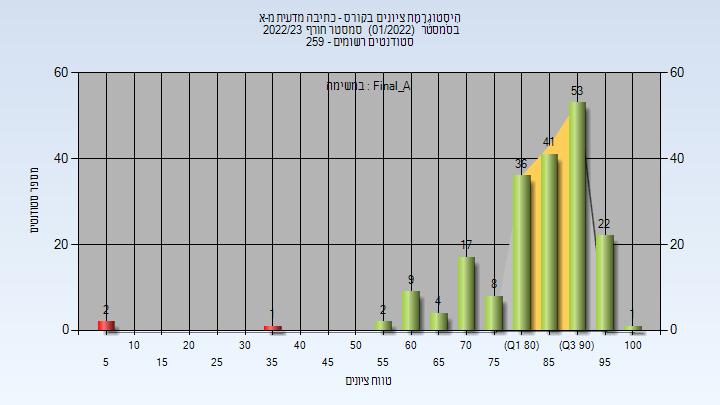 היסטוגרמת ציונים בקורס - כתיבה מדעית מ-א
בסמסטר (01/2022) סמסטר חורף 2022/23
סטודנטים רשומים - 259
במשימה : Final_A
מספר סטודנטים
60 60
40 40
20 20
0 0
2 1 2 9 4 17 8 36 41 53 22 1
10 20 30 40 50 60 70 (Q1 80) (Q3 90) 100
5 15 25 35 45 55 65 75 85 95
טווח ציונים